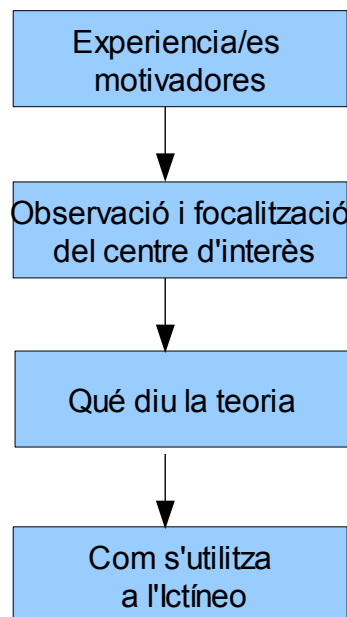 Experiencia/es
motivadores
Observació i focalització
del centre d'interès
Qué diu la teoria
Com s'utilitza
a l'Ictíneo